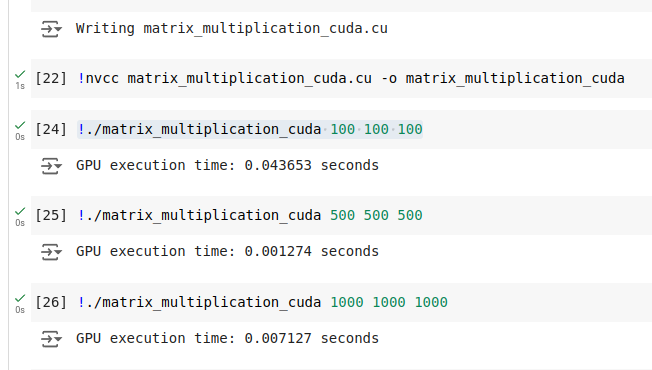 Writing matrix_multiplication_cuda.cu
[22] !nvcc matrix_multiplication_cuda.cu -o matrix_multiplication_cuda
1s
[24] !./matrix_multiplication_cuda 100 100 100
0s
GPU execution time: 0.043653 seconds
[25] !./matrix_multiplication_cuda 500 500 500
0s
GPU execution time: 0.001274 seconds
[26] !./matrix_multiplication_cuda 1000 1000 1000
0s
GPU execution time: 0.007127 seconds